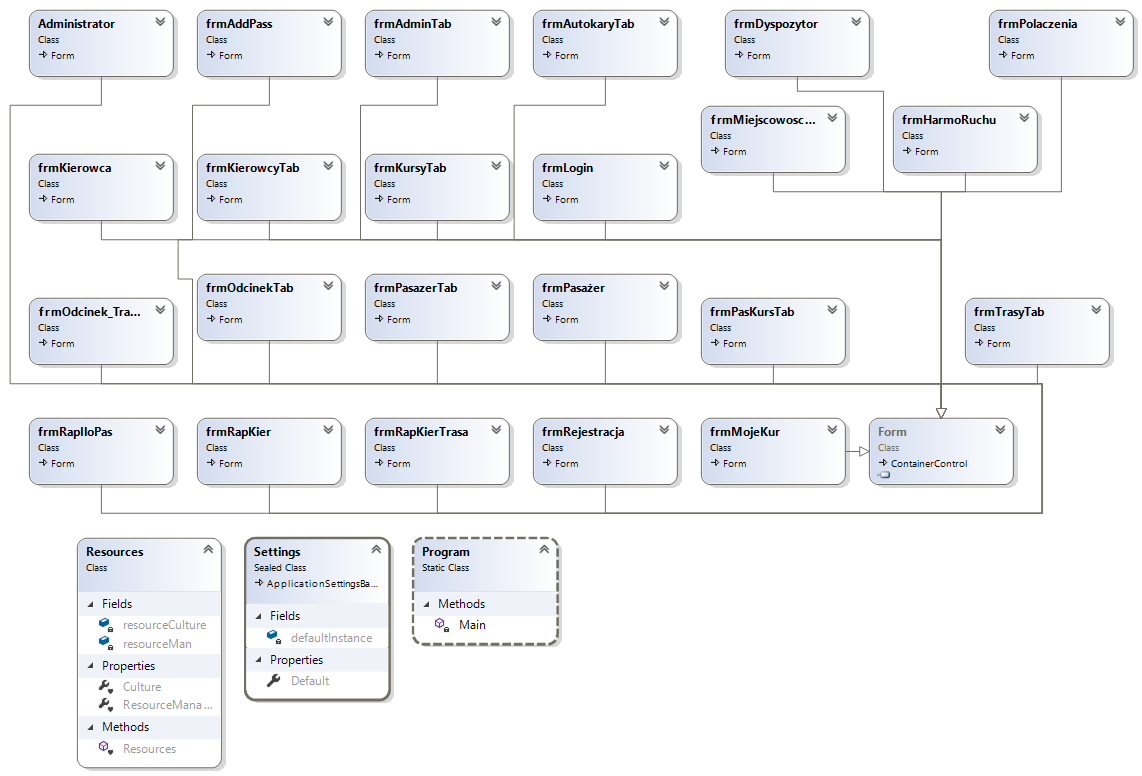 Administrator
Class
Form
frmAddPass
Class
Form
frmAdminTab
Class
Form
frmAutokaryTab
Class
Form
frmDyspozytor
Class
Form
frmPolaczenia
Class
Form
frmMiejscowosc...
Class
Form
frmHarmoRuchu
Class
Form
frmKierowca
Class
Form
frmKierowcyTab
Class
Form
frmKursyTab
Class
Form
frmLogin
Class
Form
frmOdcinek_Tra...
Class
Form
frmOdcinekTab
Class
Form
frmPasazerTab
Class
Form
frmPasażer
Class
Form
frmPasKursTab
Class
Form
frmTrasyTab
Class
Form
frmRapIloPas
Class
Form
frmRapKier
Class
Form
frmRapKierTrasa
Class
Form
frmRejestracja
Class
Form
frmMojeKur
Class
Form
Form
Class
ContainerControl
Resources
Class
Fields
resourceCulture
resourceMan
Properties
Culture
ResourceMana...
Methods
Resources
Settings
Sealed Class
ApplicationSettingsBa...
Fields
defaultInstance
Properties
Default
Program
Static Class
Methods
Main